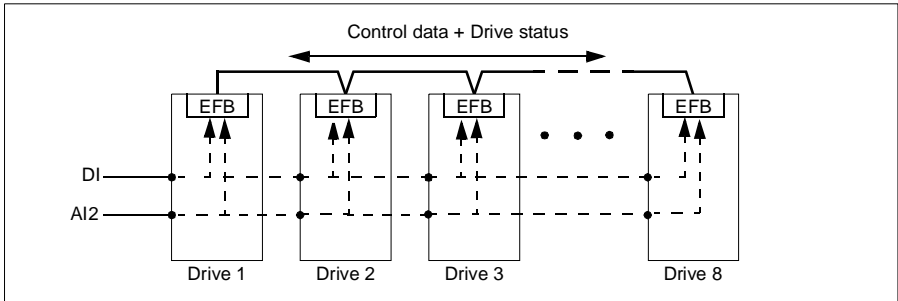 Control data + Drive status
EFB EFB EFB EFB
DI
AI2
Drive 1 Drive 2 Drive 3 Drive 8